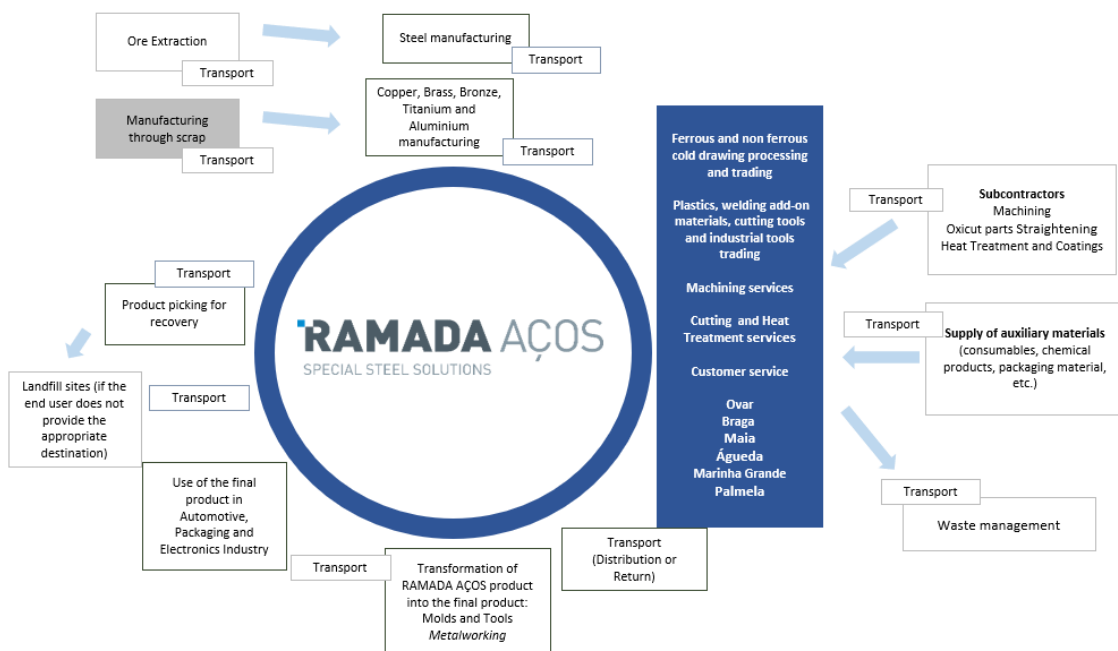 Ore Extraction
Transport
Steel manufacturing
Transport
Manufacturing
through scrap
Transport
Copper, Brass, Bronze,
Titanium and
Aluminium
manufacturing
Transport
Ferrous and non ferrous
cold drawing processing
and trading
Plastics, welding add-on
materials, cutting tools
and industrial tools
trading
Machining services
Cutting and Heat
Treatment services
Customer service
Ovar
Braga
Maia
Águeda
Marinha Grande
Palmela
Transport
Subcontractors
Machining
Oxicut parts Straightening
Heat Treatment and Coatings
Transport
Supply of auxiliary materials
(consumables, chemical
products, packaging material,
etc.)
Transport
Waste management
Transport
(Distribution or
Return)
Transport
Transformation of
RAMADA AÇOS product
into the final product:
Molds and Tools
Metalworking
Use of the final
product in
Automotive,
Packaging and
Electronics Industry
Transport
Landfill sites (if the
end user does not
provide the
appropriate
destination)
Transport
Product picking for
recovery
RAMADA AÇOS
SPECIAL STEEL SOLUTIONS